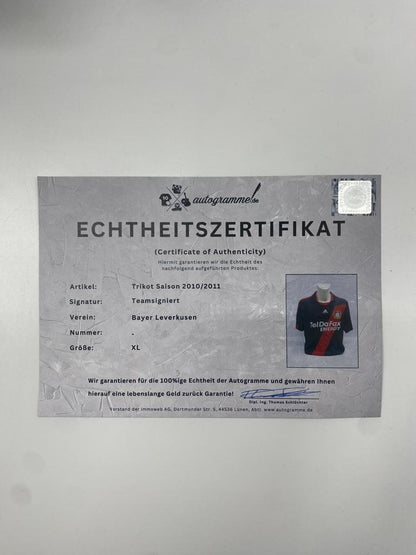 autogramme.de
ECHTHEITSZERTIFIKAT
(Certificate of Authenticity)
Hiermit garantieren wir die Echtheit des
nachfolgend aufgeführten Produktes:
Artikel: Trikot Saison 2010/2011
Signatur: Teamsigniert
Verein: Bayer Leverkusen
Nummer: -
Größe: XL
TelDaFax
ENERGY
Wir garantieren für die 100%ige Echtheit der Autogramme und gewähren Ihnen
hierauf eine lebenslange Geld zurück Garantie!
Dipl. Ing. Thomas Schlüchter
Vorstand der immoweb AG, Dortmunder Str. 5, 44536 Lünen, Abtl. www.autogramme.de